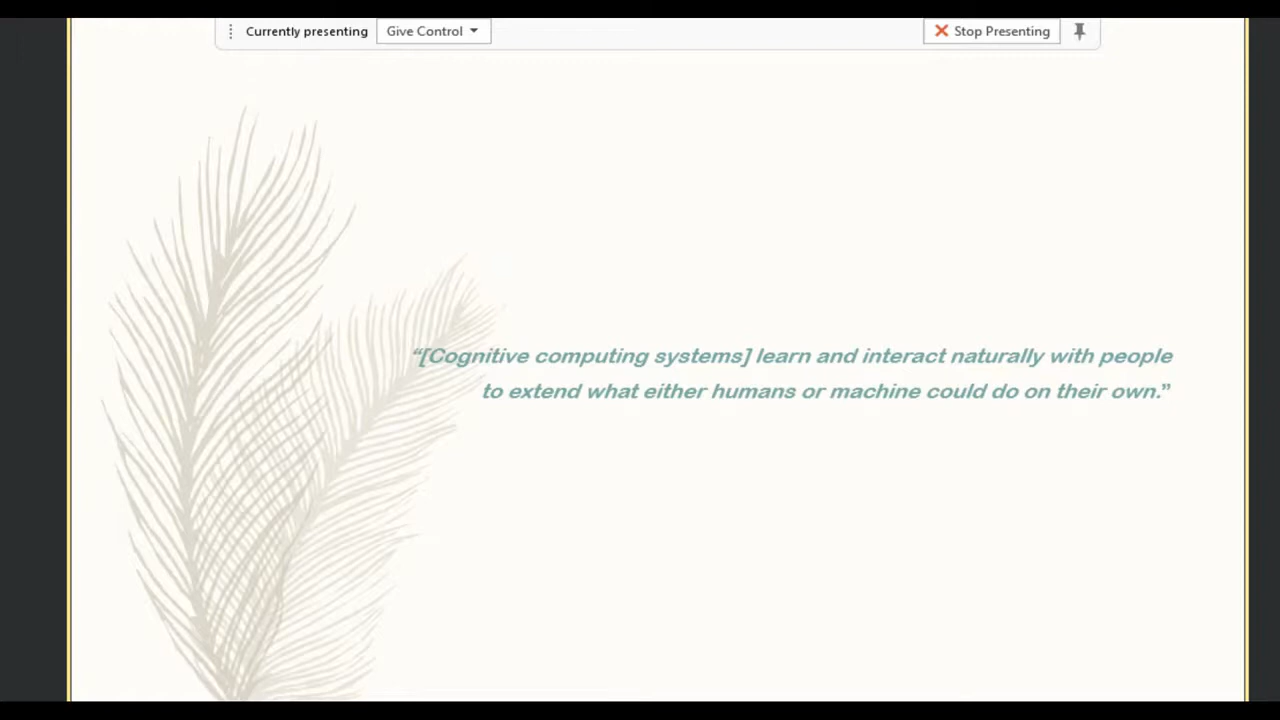 Currently presenting Give Control Stop Presenting
“[Cognitive computing systems] learn and interact naturally with people
to extend what either humans or machine could do on their own.”